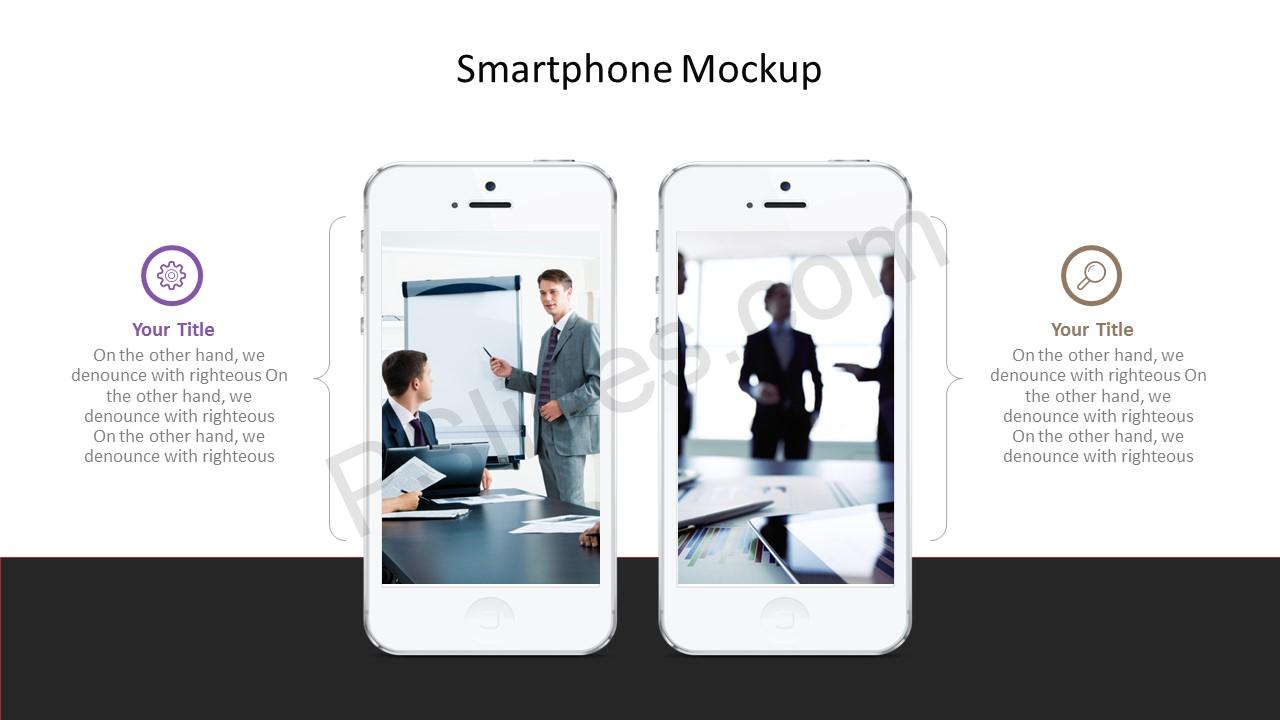 Smartphone Mockup
Your Title
On the other hand, we
denounce with righteous On
the other hand, we
denounce with righteous
On the other hand, we
denounce with righteous
Your Title
On the other hand, we
denounce with righteous On
the other hand, we
denounce with righteous
On the other hand, we
denounce with righteous